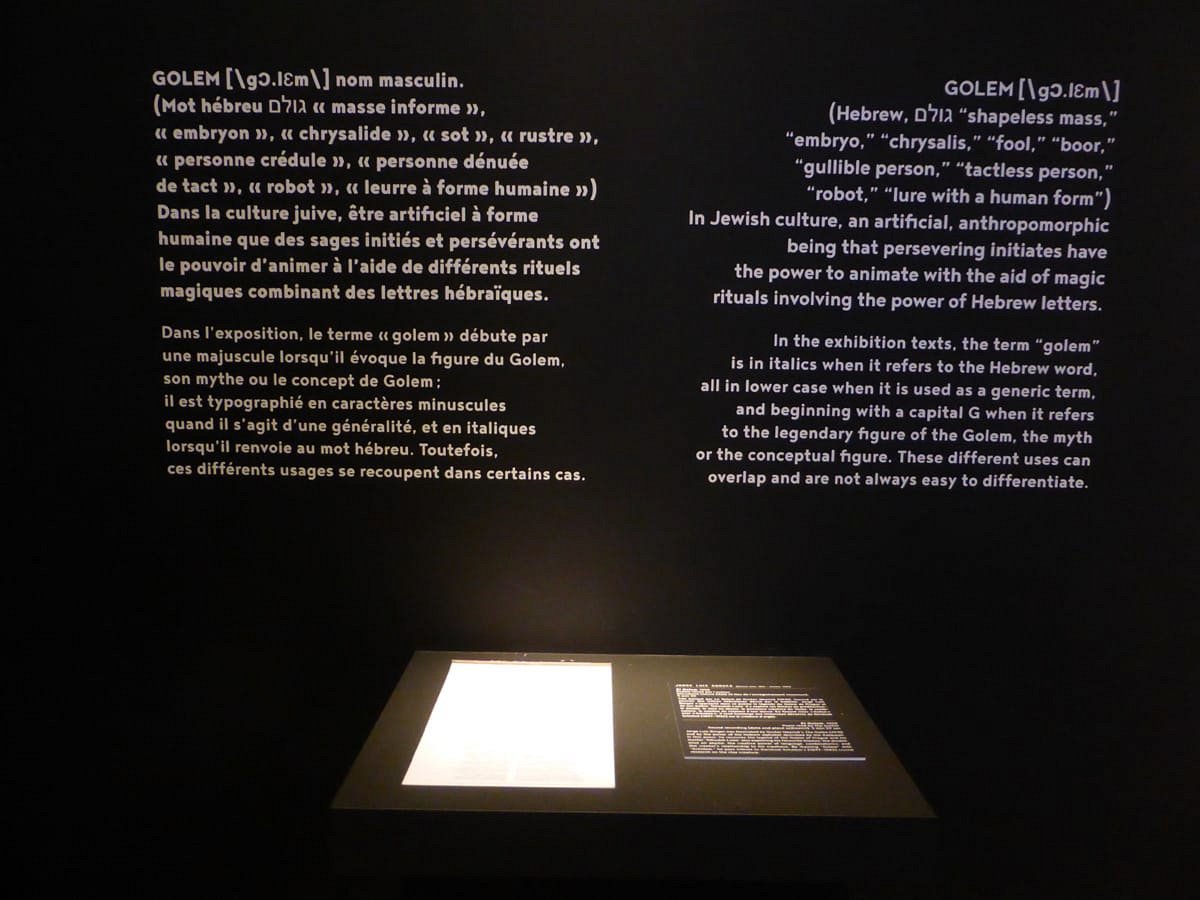 GOLEM [\gɔ.lɛm\] nom masculin.
(Mot hébreu גולם « masse informe »,
« embryon », « chrysalide », « sot », « rustre »,
« personne crédule », « personne dénuée
de tact », « robot », « leurre à forme humaine »)
Dans la culture juive, être artificiel à forme
humaine que des sages initiés et persévérants ont
le pouvoir d'animer à l'aide de différents rituels
magiques combinant des lettres hébraïques.
Dans l'exposition, le terme « golem » débute par
une majuscule lorsqu'il évoque la figure du Golem,
son mythe ou le concept de Golem ;
il est typographié en caractères minuscules
quand il s'agit d'une généralité, et en italiques
lorsqu'il renvoie au mot hébreu. Toutefois,
ces différents usages se recoupent dans certains cas.
GOLEM [\gɔ.lɛm\]
(Hebrew, גולם “shapeless mass,”
“embryo,” “chrysalis,” “fool,” “boor,”
“gullible person,” “tactless person,”
“robot,” “lure with a human form”)
In Jewish culture, an artificial, anthropomorphic
being that persevering initiates have
the power to animate with the aid of magic
rituals involving the power of Hebrew letters.
In the exhibition texts, the term “golem”
is in italics when it refers to the Hebrew word,
all in lower case when it is used as a generic term,
and beginning with a capital G when it refers
to the legendary figure of the Golem, the myth
or the conceptual figure. These different uses can
overlap and are not always easy to differentiate.
JORGE LUIS BORGES